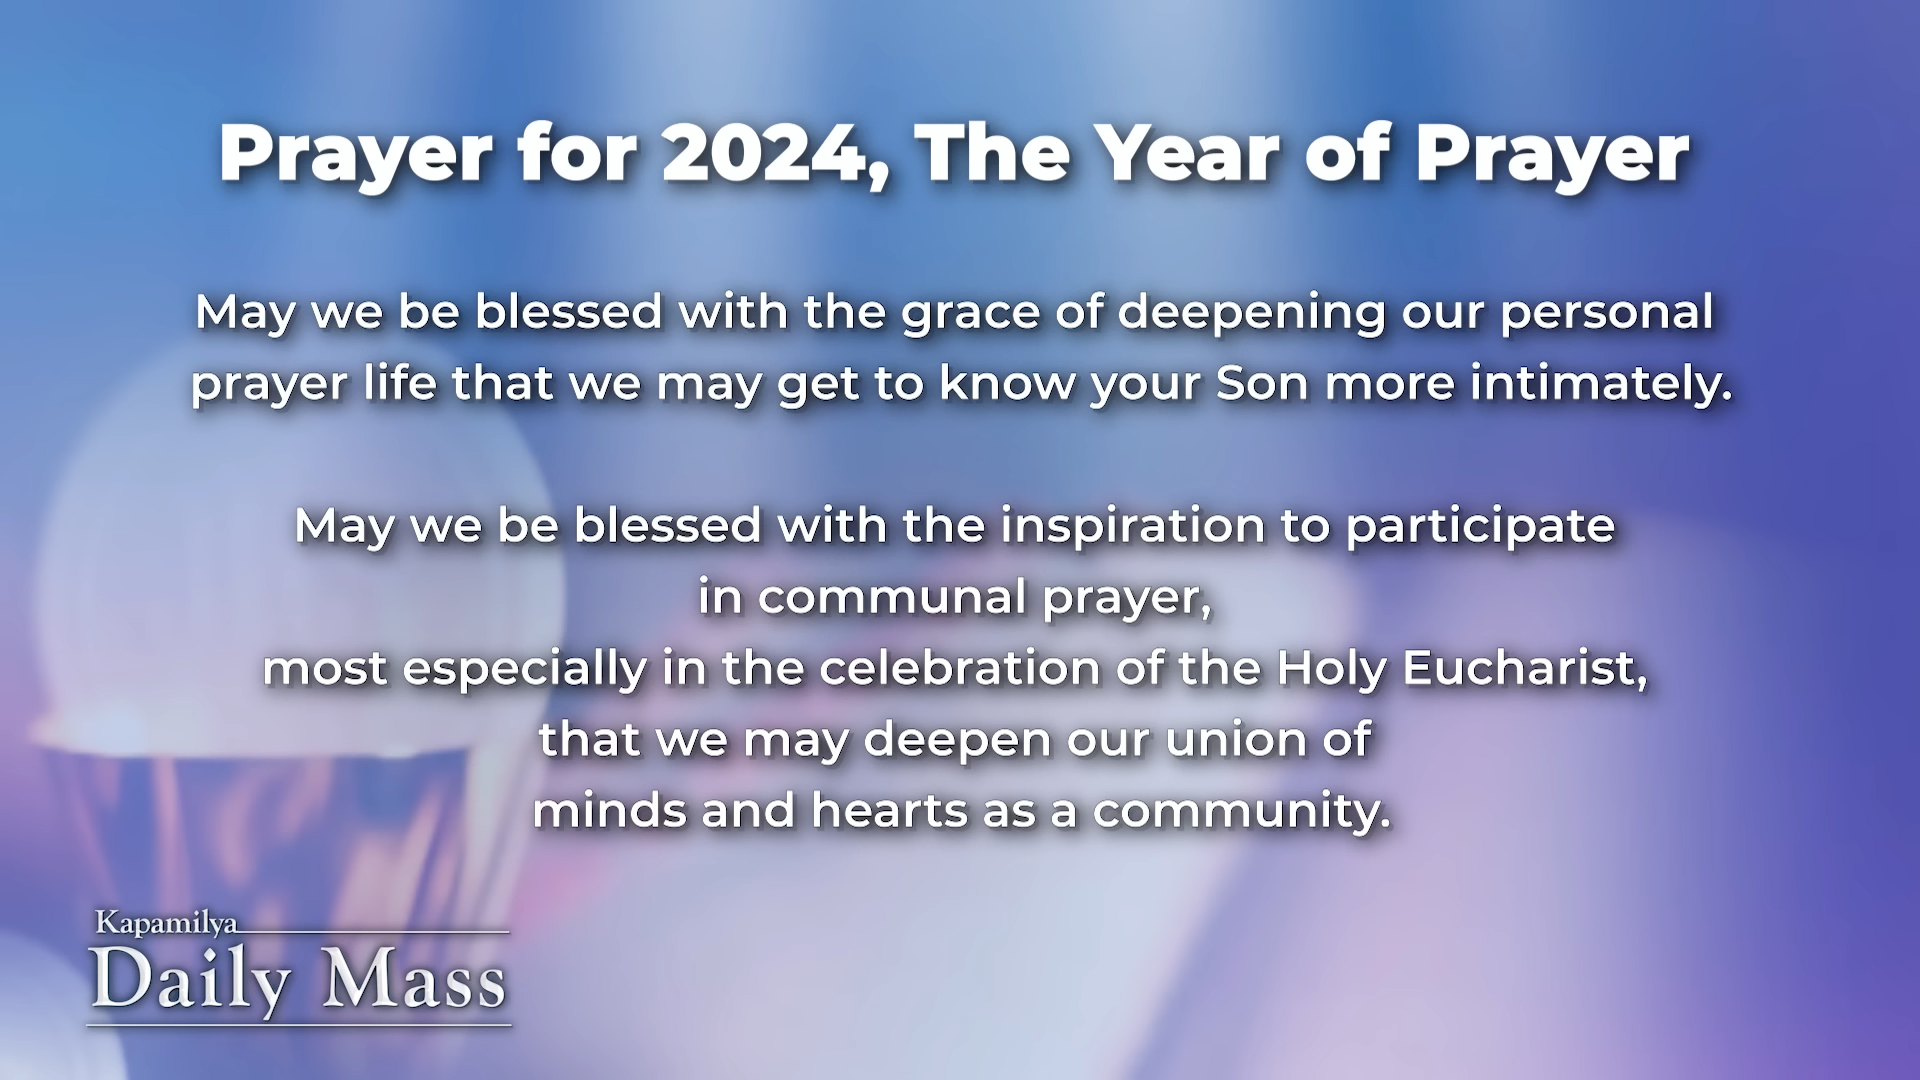 Prayer for 2024, The Year of Prayer
May we be blessed with the grace of deepening our personal
prayer life that we may get to know your Son more intimately.
May we be blessed with the inspiration to participate
in communal prayer,
most especially in the celebration of the Holy Eucharist,
that we may deepen our union of
minds and hearts as a community.
Kapamilya
Daily Mass